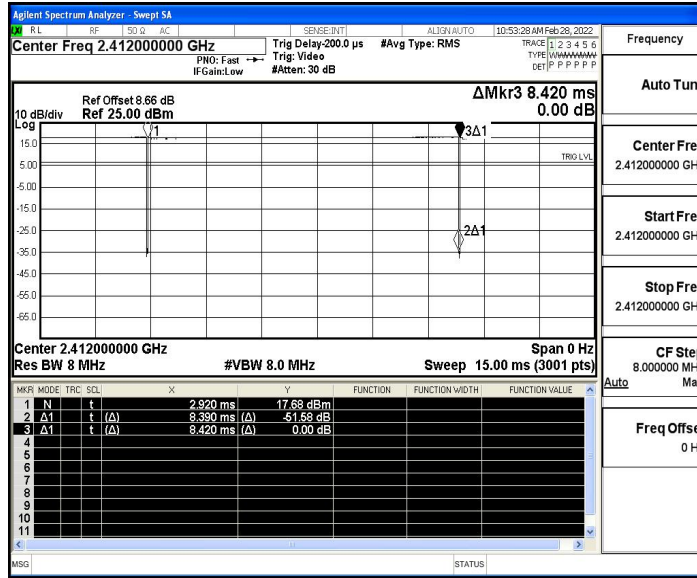 Agilent Spectrum Analyzer - Swept SA
LXI RL RF 50 Ω AC SENSE:INT ALIGN AUTO 10:53:28 AM Feb 28, 2022
Center Freq 2.412000000 GHz
PNO: Fast
IFGain:Low
Trig Delay-200.0 µs
Trig: Video
#Atten: 30 dB
#Avg Type: RMS
TRACE 1 2 3 4 5 6
TYPE WWWWWW
DET P P P P P P
Frequency
Auto Tun
Center Fre
2.412000000 GH
Start Fre
2.412000000 GH
Stop Fre
2.412000000 GH
CF Ste
8.000000 MH
Auto Ma
Freq Offse
0 H
10 dB/div
Log
Ref Offset 8.66 dB
Ref 25.00 dBm
ΔMkr3 8.420 ms
0.00 dB
1
3Δ1
TRIG LVL
2Δ1
15.0
5.00
-5.00
-15.0
-25.0
-35.0
-45.0
-55.0
-65.0
Center 2.412000000 GHz Span 0 Hz
Res BW 8 MHz #VBW 8.0 MHz Sweep 15.00 ms (3001 pts)
MKR MODE TRC SCL X Y FUNCTION FUNCTION WIDTH FUNCTION VALUE
1 N t 2.920 ms 17.68 dBm
2 Δ1 t (Δ) 8.390 ms (Δ) -51.58 dB
3 Δ1 t (Δ) 8.420 ms (Δ) 0.00 dB
4
5
6
7
8
9
10
11
MSG STATUS